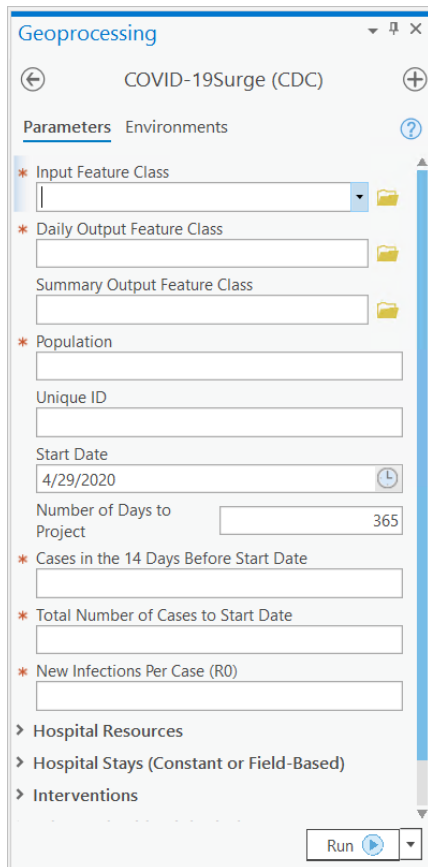 Geoprocessing
COVID-19Surge (CDC)
Parameters Environments
* Input Feature Class
* Daily Output Feature Class
Summary Output Feature Class
* Population
Unique ID
Start Date
4/29/2020
Number of Days to
Project
365
* Cases in the 14 Days Before Start Date
* Total Number of Cases to Start Date
* New Infections Per Case (R0)
> Hospital Resources
> Hospital Stays (Constant or Field-Based)
> Interventions
Run